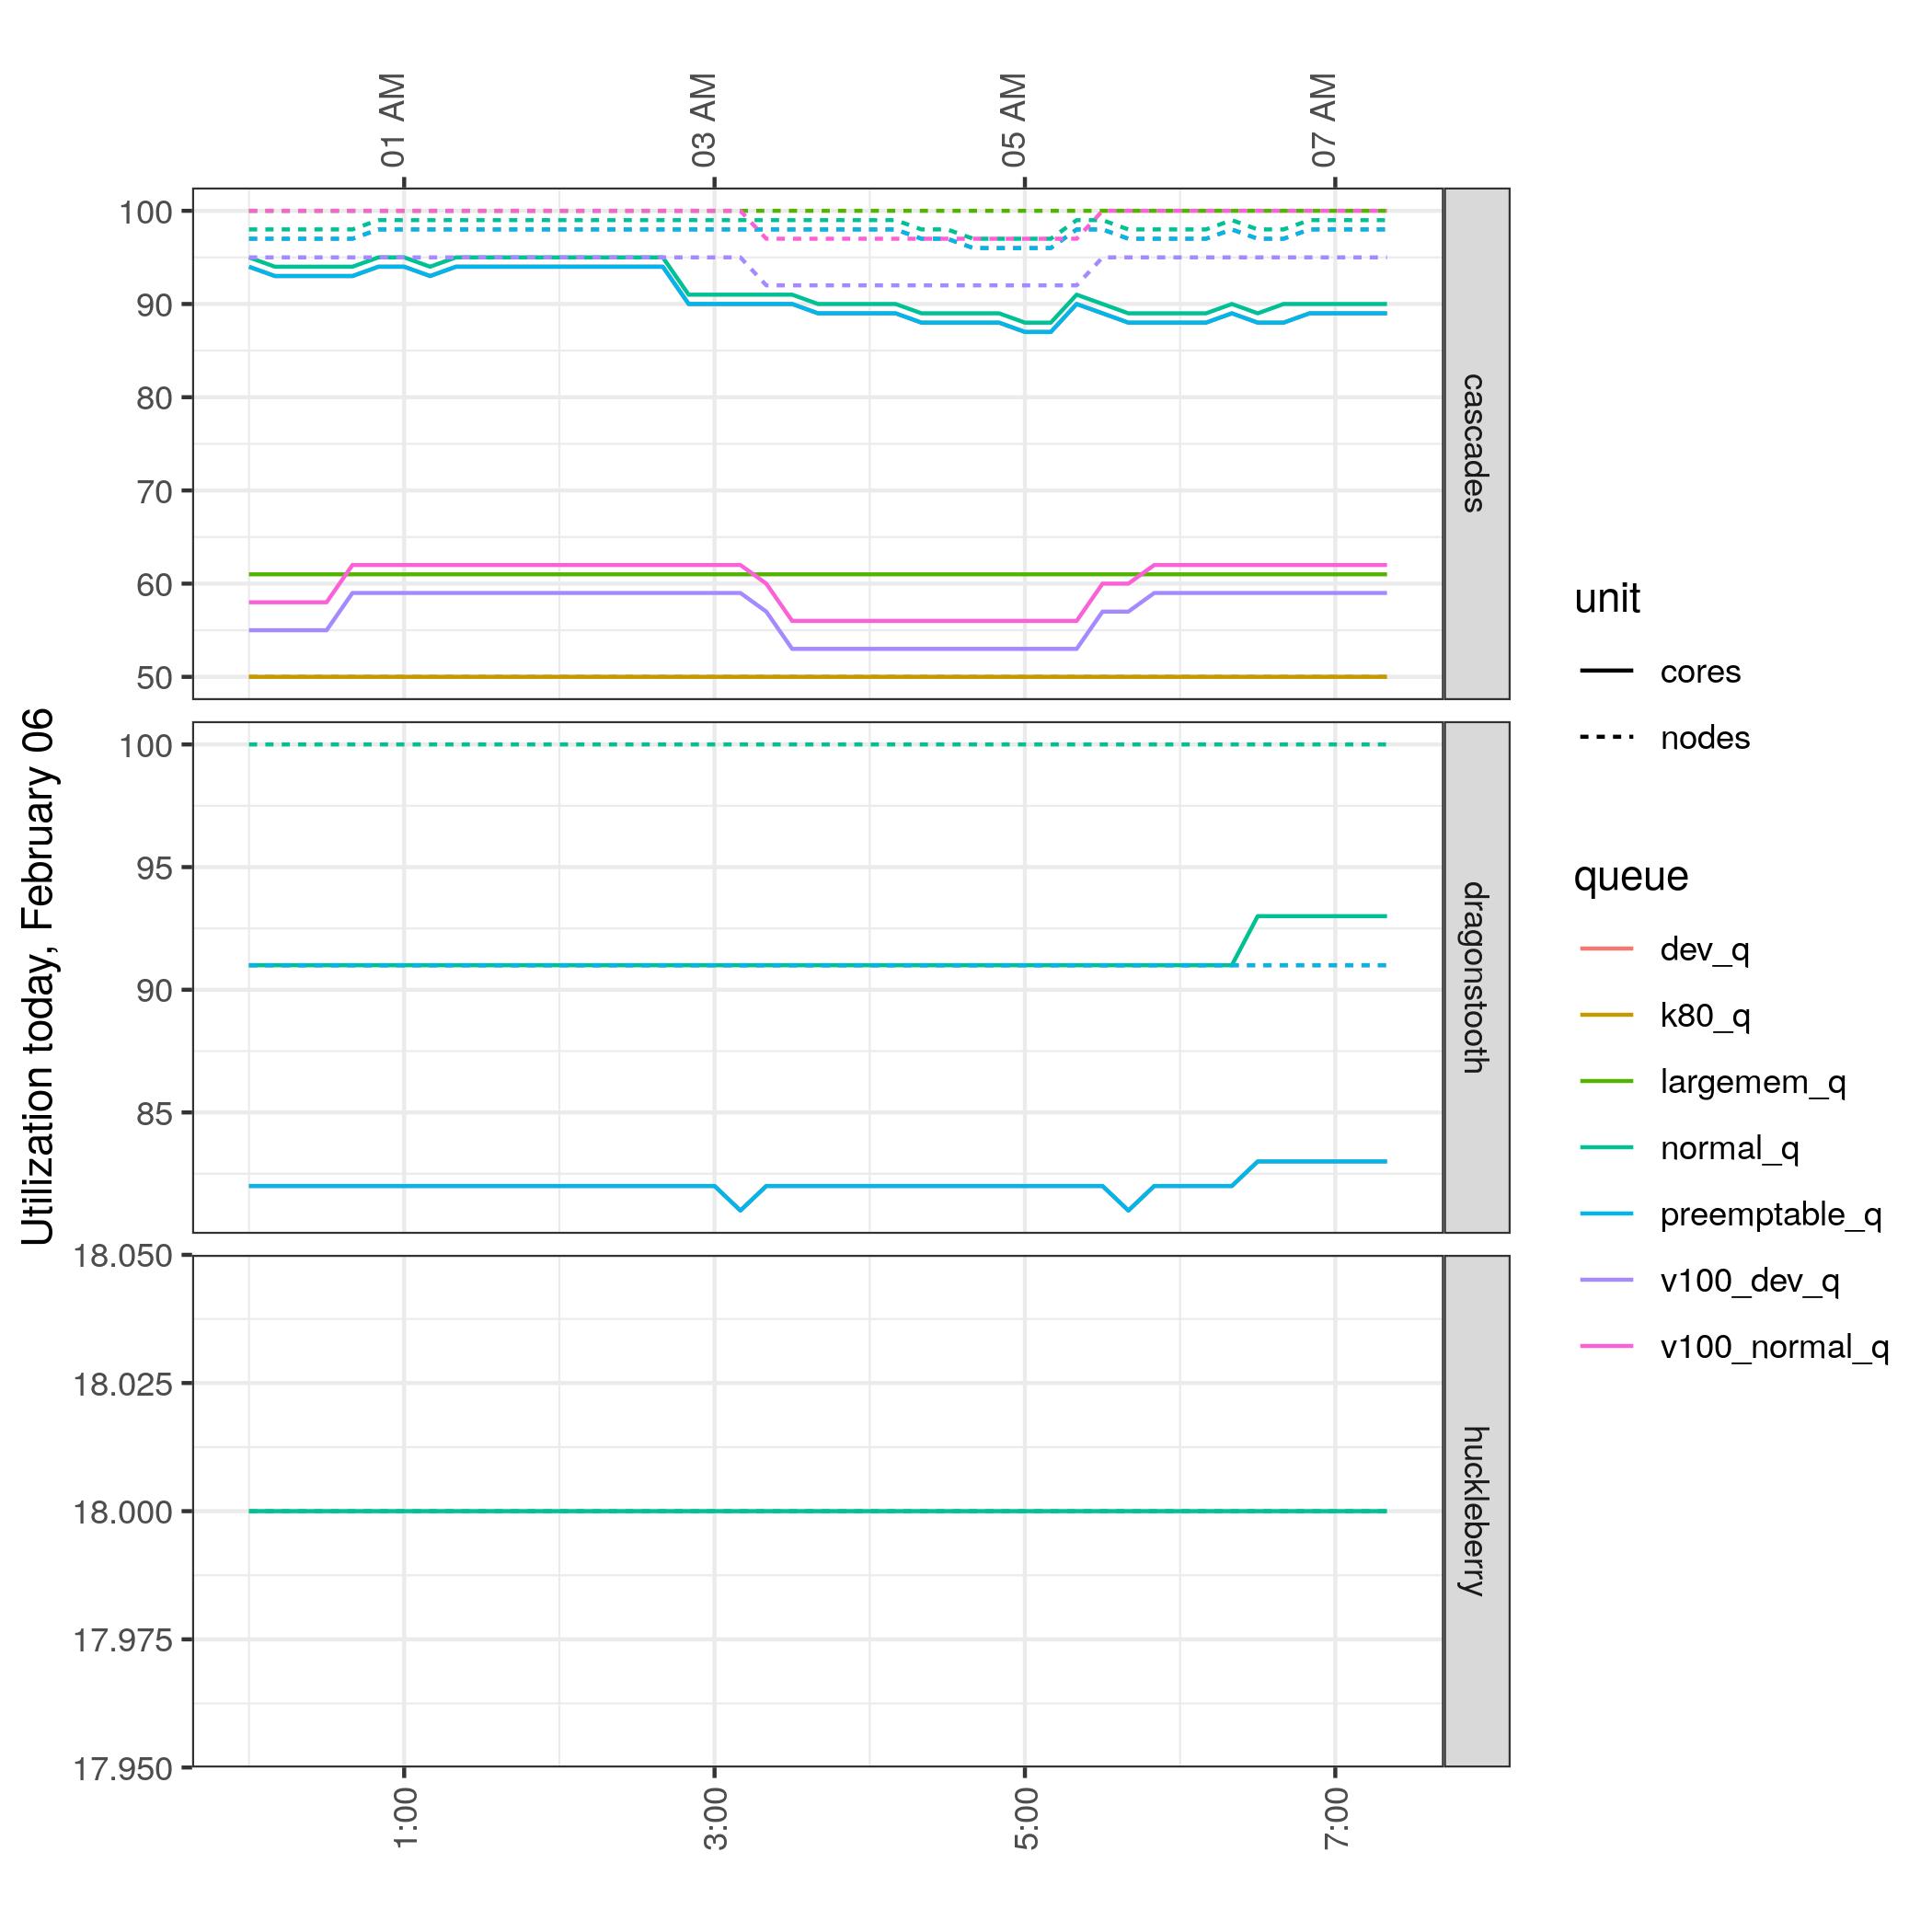 01 AM
03 AM
05 AM
07 AM
Utilization today, February 06
100
90
80
70
60
50
cascades
100
95
90
85
dragonstooth
18.050
18.025
18.000
17.975
17.950
huckleberry
1:00
3:00
5:00
7:00
unit
cores
nodes
queue
dev_q
k80_q
largemem_q
normal_q
preemptable_q
v100_dev_q
v100_normal_q